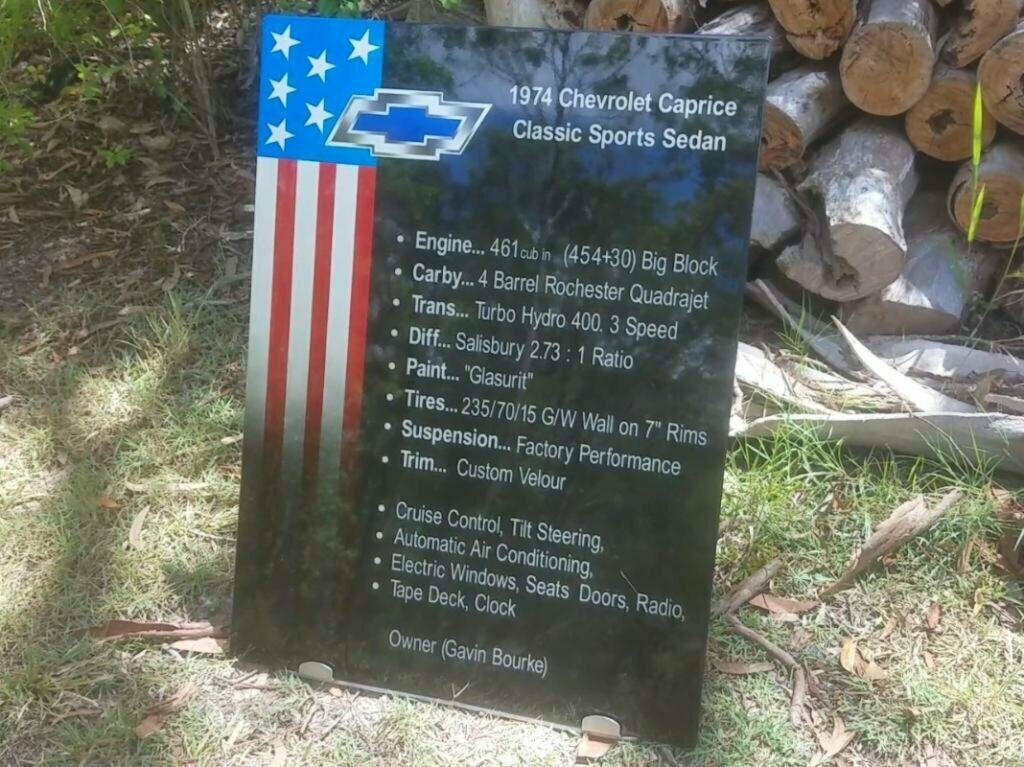 1974 Chevrolet Caprice
Classic Sports Sedan
• Engine... 461cub in (454+30) Big Block
• Carby... 4 Barrel Rochester Quadrajet
• Trans... Turbo Hydro 400. 3 Speed
• Diff... Salisbury 2.73 : 1 Ratio
• Paint... "Glasurit"
• Tires... 235/70/15 G/W Wall on 7" Rims
• Suspension... Factory Performance
• Trim... Custom Velour
• Cruise Control, Tilt Steering,
• Automatic Air Conditioning,
• Electric Windows, Seats Doors, Radio,
• Tape Deck, Clock
Owner (Gavin Bourke)